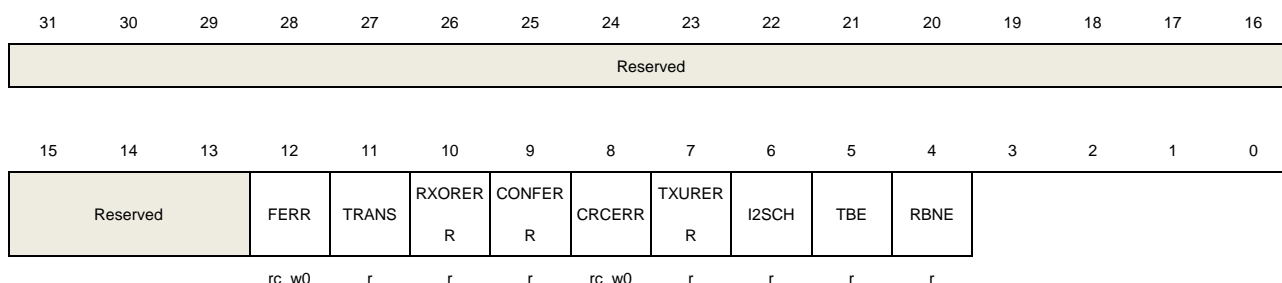 31 30 29 28 27 26 25 24 23 22 21 20 19 18 17 16
Reserved
15 14 13 12 11 10 9 8 7 6 5 4 3 2 1 0
Reserved FERR TRANS RXORER CONFER CRCERR TXURER I2SCH TBE RBNE
R R R
rc_w0 r r r rc_w0 r r r r